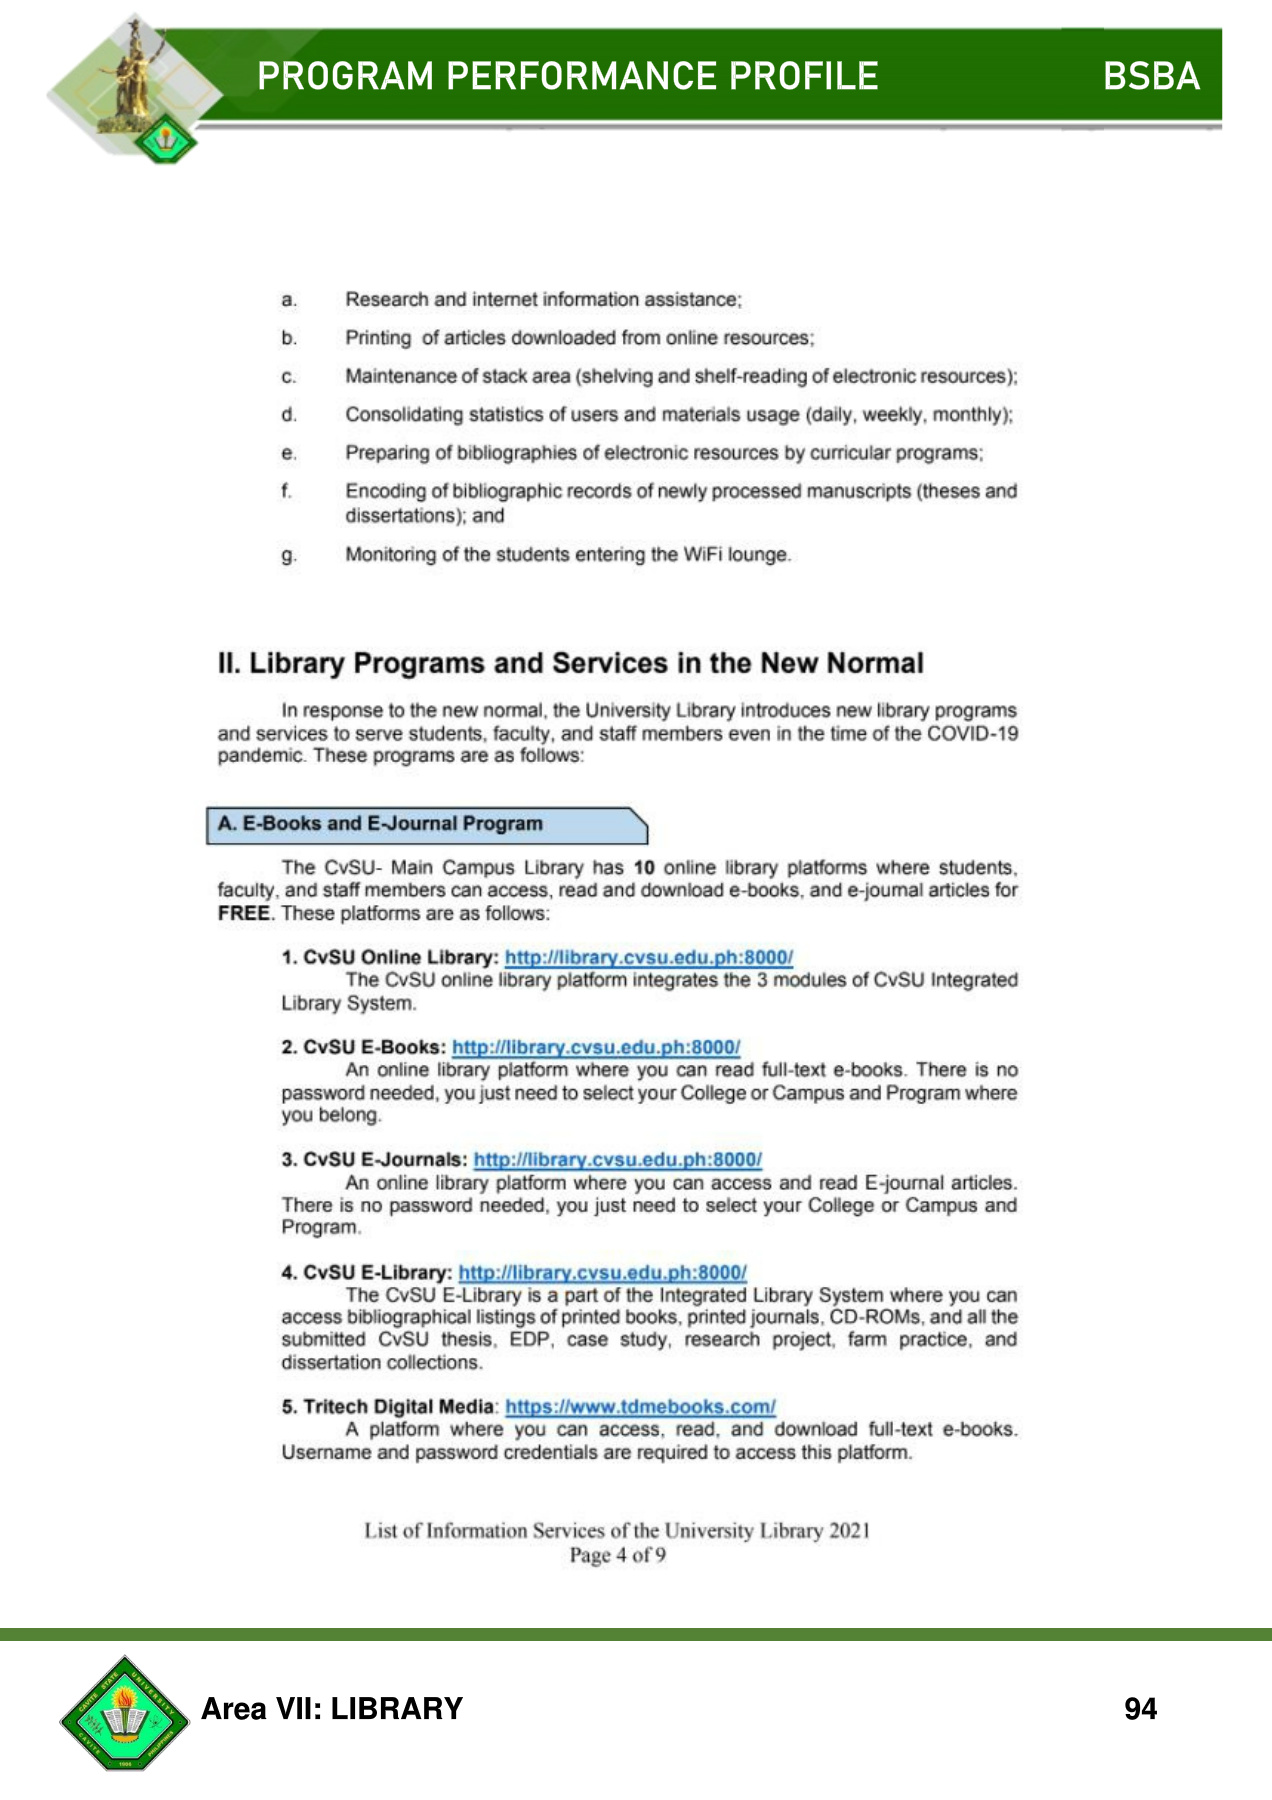 PROGRAM PERFORMANCE PROFILE BSBA
a. Research and internet information assistance;
b. Printing of articles downloaded from online resources;
c. Maintenance of stack area (shelving and shelf-reading of electronic resources);
d. Consolidating statistics of users and materials usage (daily, weekly, monthly);
e. Preparing of bibliographies of electronic resources by curricular programs;
f. Encoding of bibliographic records of newly processed manuscripts (theses and
dissertations); and
g. Monitoring of the students entering the WiFi lounge.
II. Library Programs and Services in the New Normal
In response to the new normal, the University Library introduces new library programs
and services to serve students, faculty, and staff members even in the time of the COVID-19
pandemic. These programs are as follows:
A. E-Books and E-Journal Program
The CvSU- Main Campus Library has 10 online library platforms where students,
faculty, and staff members can access, read and download e-books, and e-journal articles for
FREE. These platforms are as follows:
1. CvSU Online Library: http://library.cvsu.edu.ph:8000/
The CvSU online library platform integrates the 3 modules of CvSU Integrated
Library System.
2. CvSU E-Books: http://library.cvsu.edu.ph:8000/
An online library platform where you can read full-text e-books. There is no
password needed, you just need to select your College or Campus and Program where
you belong.
3. CvSU E-Journals: http://library.cvsu.edu.ph:8000/
An online library platform where you can access and read E-journal articles.
There is no password needed, you just need to select your College or Campus and
Program.
4. CvSU E-Library: http://library.cvsu.edu.ph:8000/
The CvSU E-Library is a part of the Integrated Library System where you can
access bibliographical listings of printed books, printed journals, CD-ROMs, and all the
submitted CvSU thesis, EDP, case study, research project, farm practice, and
dissertation collections.
5. Tritech Digital Media: https://www.tdmebooks.com/
A platform where you can access, read, and download full-text e-books.
Username and password credentials are required to access this platform.
List of Information Services of the University Library 2021
Page 4 of 9
CAVITE STATE UNIVERSITY
CAVITE 1906 PHILIPPINES
Area VII: LIBRARY 94